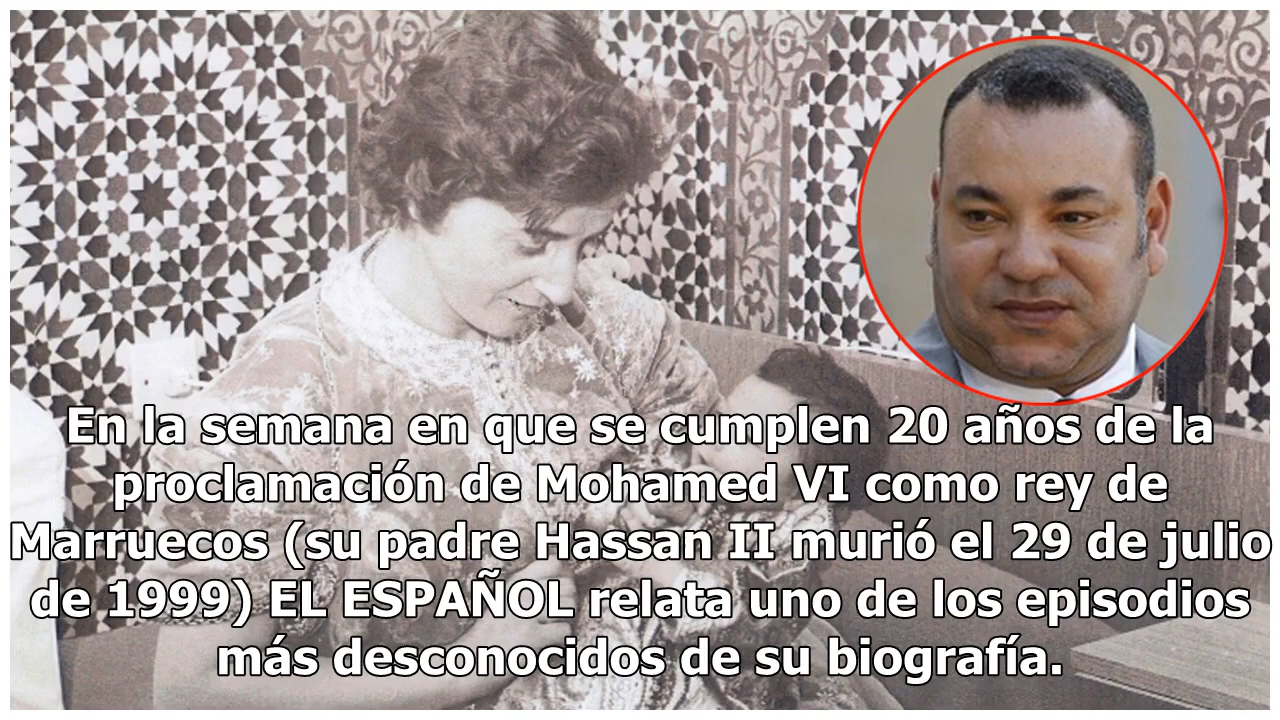 En la semana en que se cumplen 20 años de la
proclamación de Mohamed VI como rey de
Marruecos (su padre Hassan II murió el 29 de julio
de 1999) EL ESPAÑOL relata uno de los episodios
más desconocidos de su biografía.